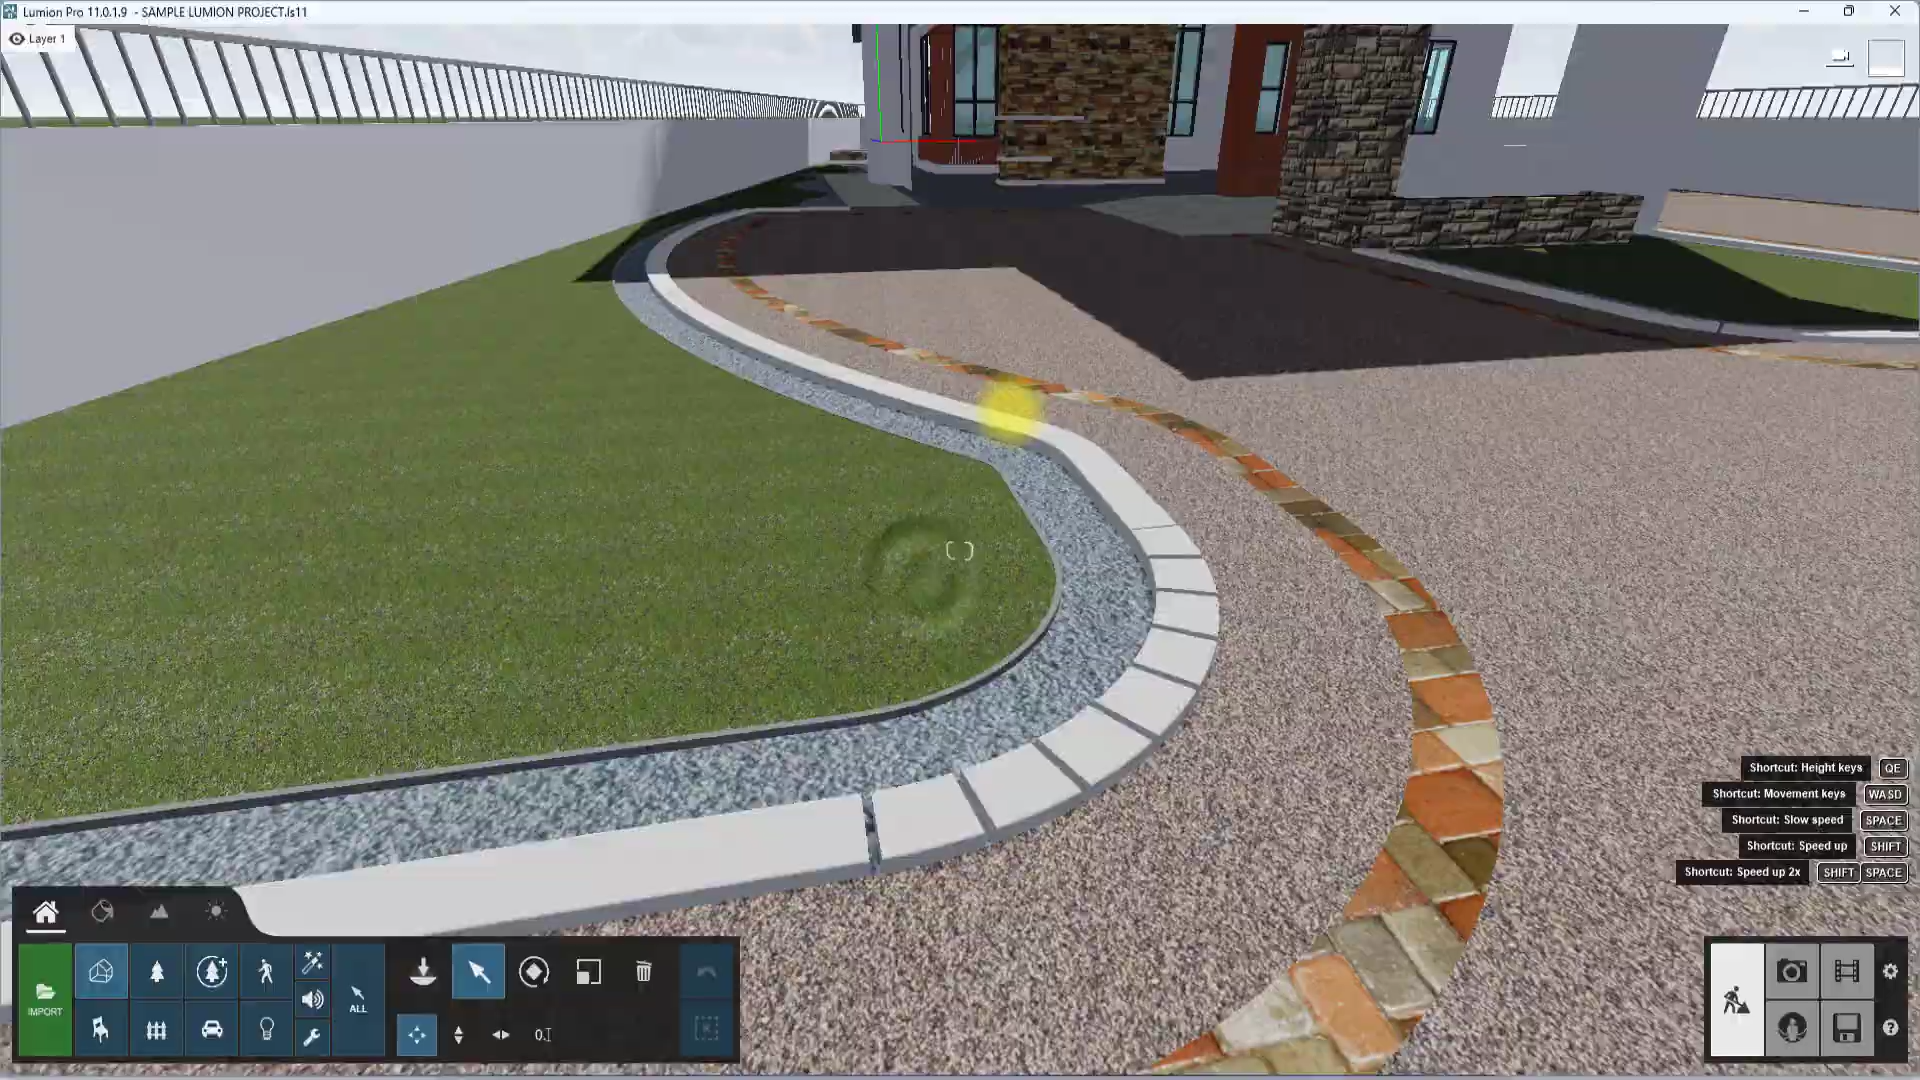 Lumion Pro 11.0.1.9 - SAMPLE LUMION PROJECT.ls11
Layer 1
Shortcut: Height keys QE
Shortcut: Movement keys WASD
Shortcut: Slow speed SPACE
Shortcut: Speed up SHIFT
Shortcut: Speed up 2x SHIFT SPACE
IMPORT
ALL